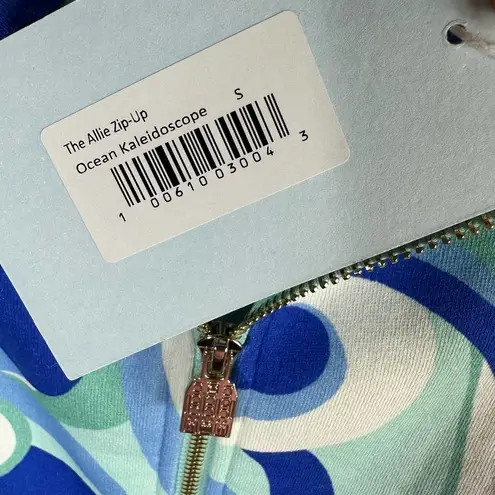 The Allie Zip-Up
Ocean Kaleidoscope S
1 00610 03004 3